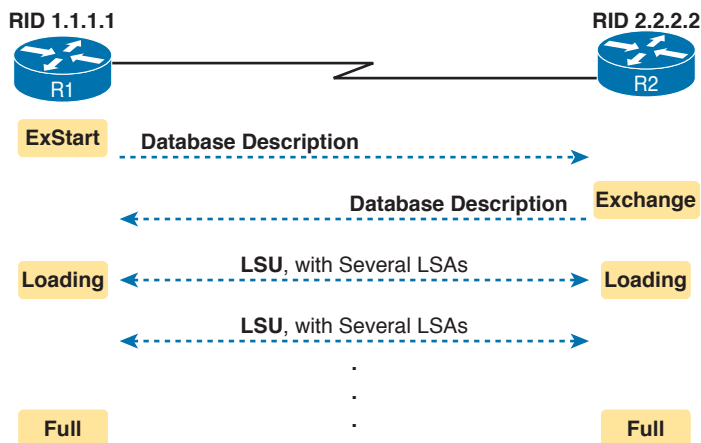 RID 1.1.1.1
RID 2.2.2.2
R1
R2
ExStart
Database Description
Database Description
Exchange
Loading
LSU, with Several LSAs
Loading
LSU, with Several LSAs
.
.
.
Full
Full